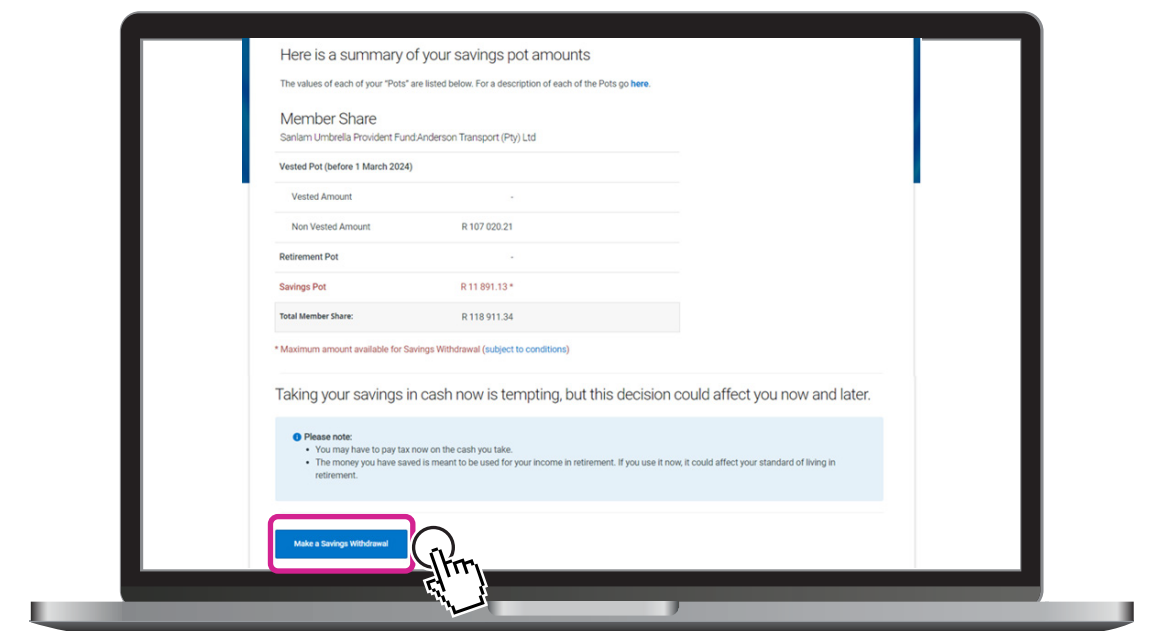 Here is a summary of your savings pot amounts
The values of each of your "Pots" are listed below. For a description of each of the Pots go here.
Member Share
Sanlam Umbrella Provident Fund:Anderson Transport (Pty) Ltd
Vested Pot (before 1 March 2024)
Vested Amount -
Non Vested Amount R 107 020.21
Retirement Pot -
Savings Pot R 11 891.13 *
Total Member Share: R 118 911.34
* Maximum amount available for Savings Withdrawal (subject to conditions)
Taking your savings in cash now is tempting, but this decision could affect you now and later.
Please note:
• You may have to pay tax now on the cash you take.
• The money you have saved is meant to be used for your income in retirement. If you use it now, it could affect your standard of living in
retirement.
Make a Savings Withdrawal